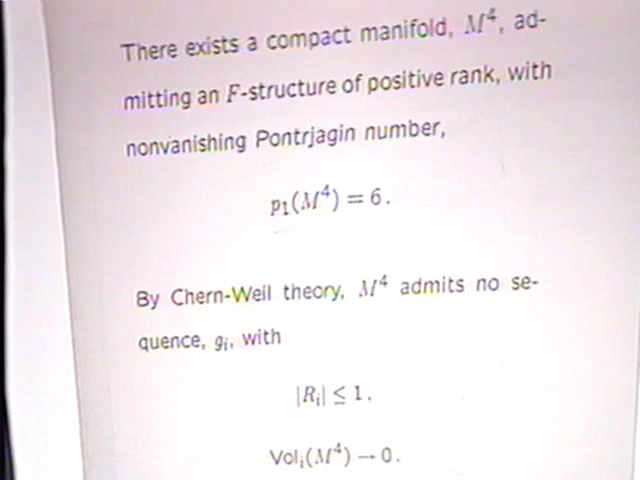 There exists a compact manifold, M⁴, ad-
mitting an F-structure of positive rank, with
nonvanishing Pontrjagin number,
p₁(M⁴) = 6.
By Chern-Weil theory, M⁴ admits no se-
quence, gᵢ, with
|Rᵢ| ≤ 1,
Volᵢ(M⁴) → 0.